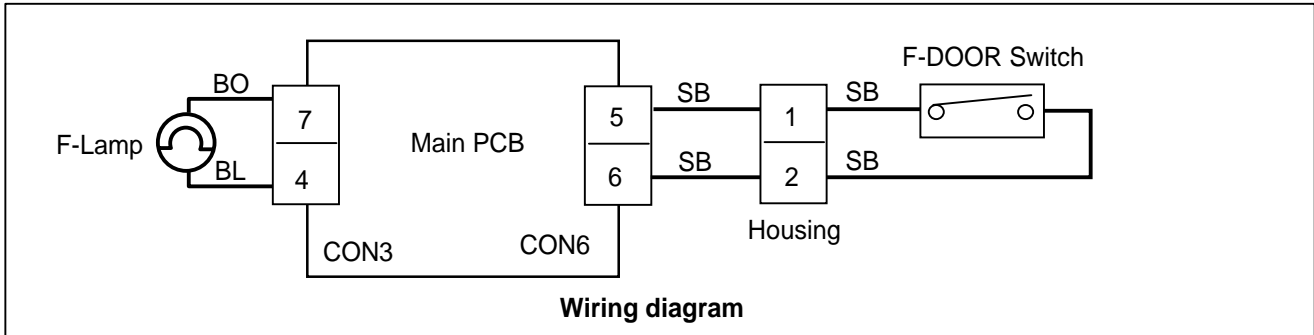 F-DOOR Switch
BO
SB
SB
7
5
1
F-Lamp
Main PCB
BL
SB
SB
4
6
2
Housing
CON3
CON6
Wiring diagram